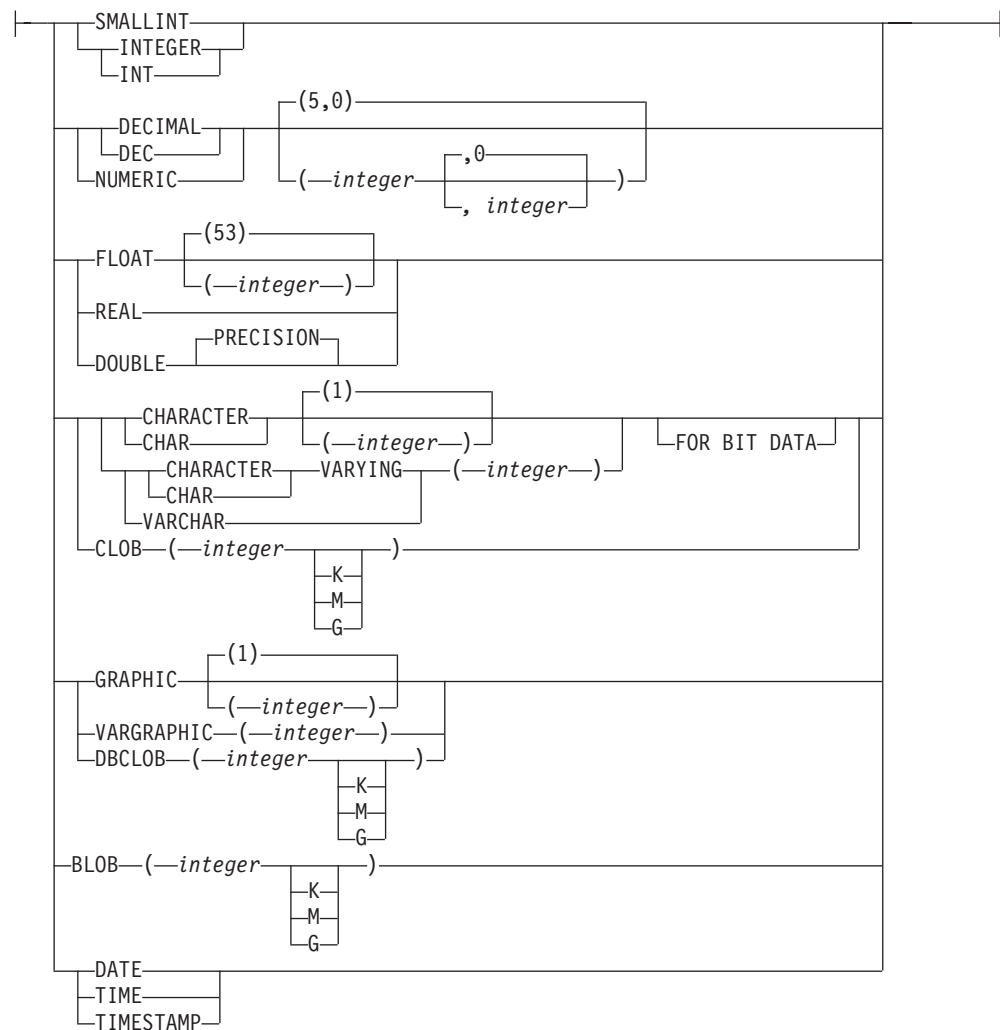 SMALLINT
INTEGER
INT
(5,0)
DECIMAL
DEC
,0
NUMERIC ( integer )
, integer
(53)
FLOAT
( integer )
REAL
PRECISION
DOUBLE
(1)
CHARACTER
CHAR ( integer ) FOR BIT DATA
CHARACTER VARYING ( integer )
CHAR
VARCHAR
CLOB ( integer )
K
M
G
(1)
GRAPHIC
( integer )
VARGRAPHIC ( integer )
DBCLOB ( integer )
K
M
G
BLOB ( integer )
K
M
G
DATE
TIME
TIMESTAMP